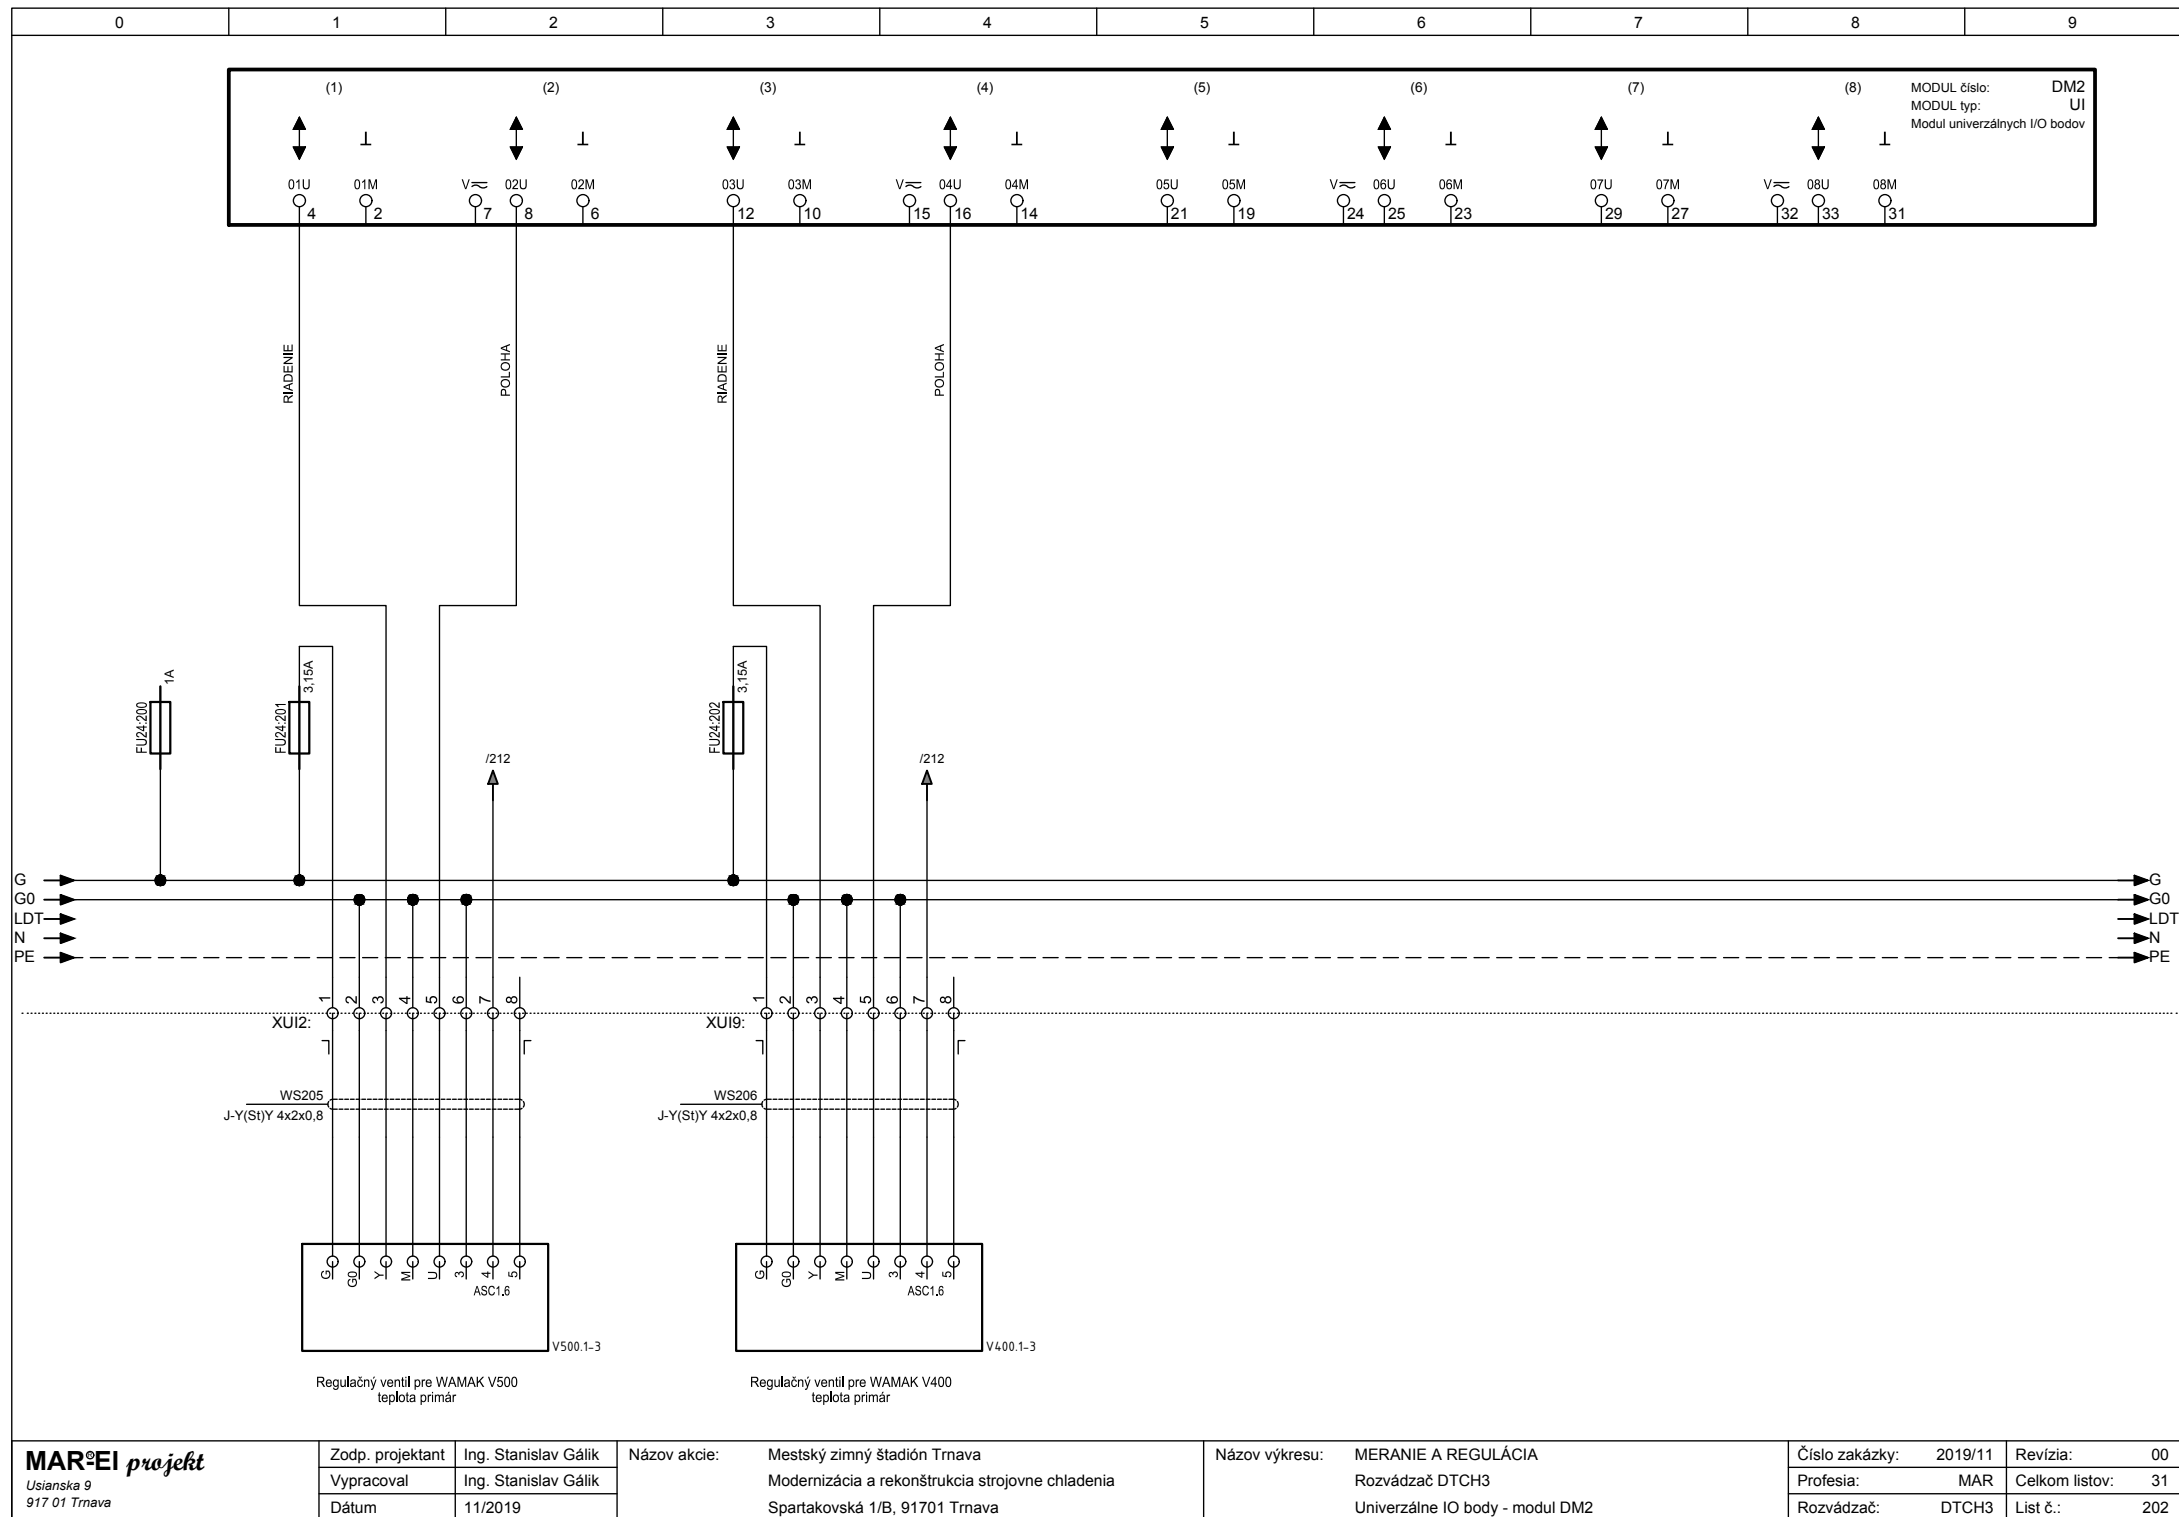 0 1 2 3 4 5 6 7 8 9
(1) (2) (3) (4) (5) (6) (7) (8)
MODUL číslo: DM2
MODUL typ: UI
Modul univerzálnych I/O bodov
01U 01M V 02U 02M 03U 03M V 04U 04M 05U 05M V 06U 06M 07U 07M V 08U 08M
4 2 7 8 6 12 10 15 16 14 21 19 24 25 23 29 27 32 33 31
RIADENIE POLOHA RIADENIE POLOHA
1A 3,15A 3,15A
FU24:200 FU24:201 FU24:202
/212 /212
G G
G0 G0
LDT LDT
N N
PE PE
1 2 3 4 5 6 7 8 1 2 3 4 5 6 7 8
XUI2: XUI9:
WS205 WS206
J-Y(St)Y 4x2x0,8 J-Y(St)Y 4x2x0,8
G G0 Y M U 3 4 5 G G0 Y M U 3 4 5
ASC1.6 ASC1.6
V500.1-3 V400.1-3
Regulačný ventil pre WAMAK V500 Regulačný ventil pre WAMAK V400
teplota primár teplota primár
MAR®EI projekt
Usianska 9
917 01 Trnava
Zodp. projektant Ing. Stanislav Gálik
Vypracoval Ing. Stanislav Gálik
Dátum 11/2019
Názov akcie: Mestský zimný štadión Trnava
Modernizácia a rekonštrukcia strojovne chladenia
Spartakovská 1/B, 91701 Trnava
Názov výkresu: MERANIE A REGULÁCIA
Rozvádzač DTCH3
Univerzálne IO body - modul DM2
Číslo zakázky: 2019/11 Revízia: 00
Profesia: MAR Celkom listov: 31
Rozvádzač: DTCH3 List č.: 202